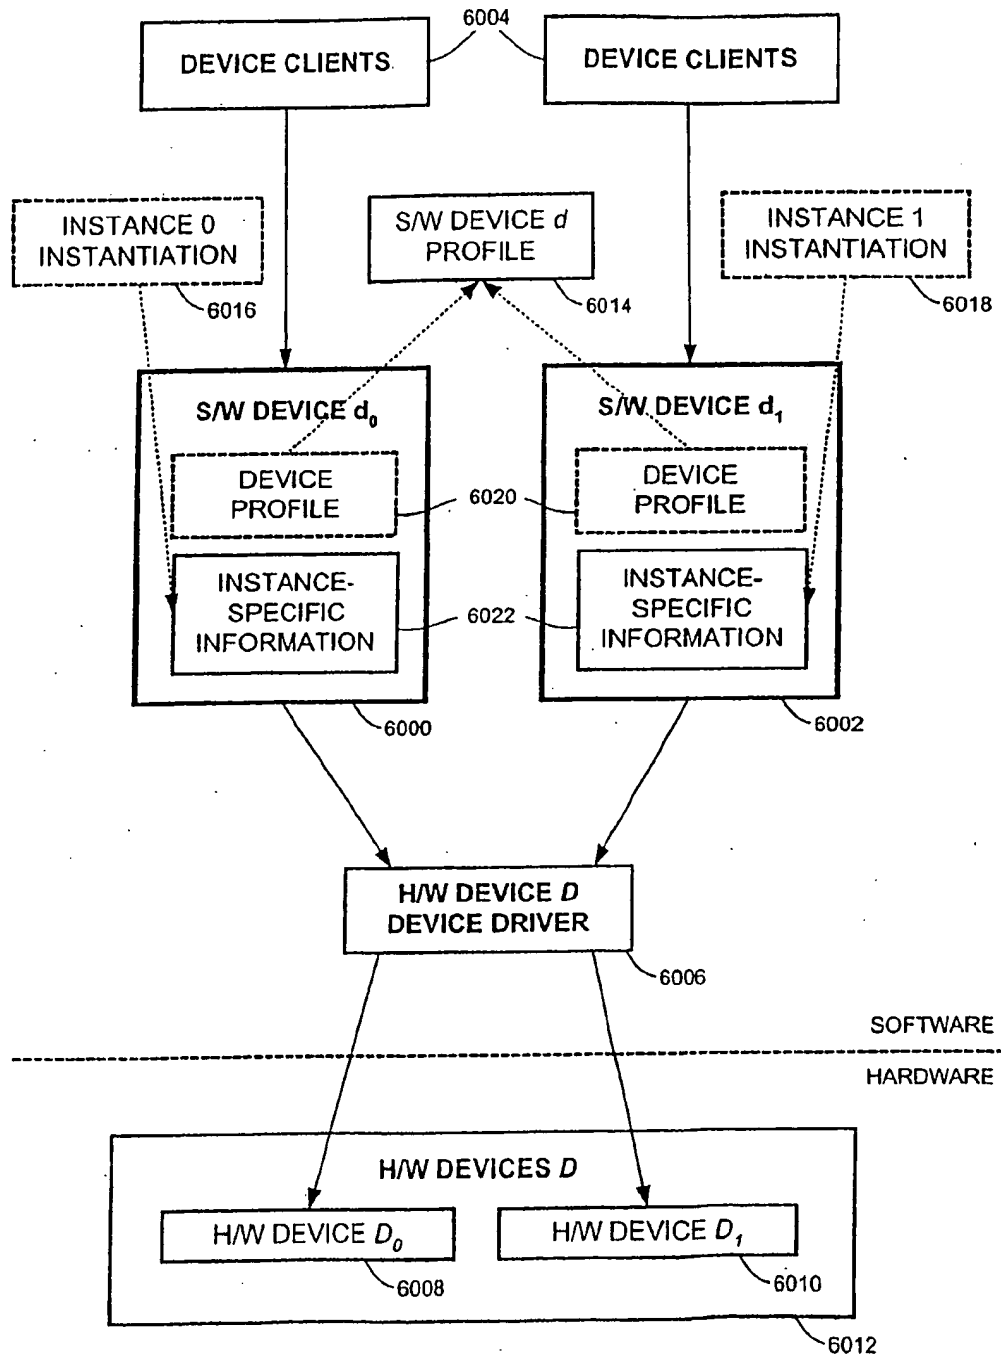 6004
DEVICE CLIENTS
DEVICE CLIENTS
INSTANCE 0
INSTANTIATION
6016
S/W DEVICE d
PROFILE
6014
INSTANCE 1
INSTANTIATION
6018
S/W DEVICE d0
DEVICE
PROFILE
INSTANCE-
SPECIFIC
INFORMATION
6000
6020
6022
S/W DEVICE d1
DEVICE
PROFILE
INSTANCE-
SPECIFIC
INFORMATION
6002
H/W DEVICE D
DEVICE DRIVER
6006
SOFTWARE
HARDWARE
H/W DEVICES D
H/W DEVICE D0
6008
H/W DEVICE D1
6010
6012